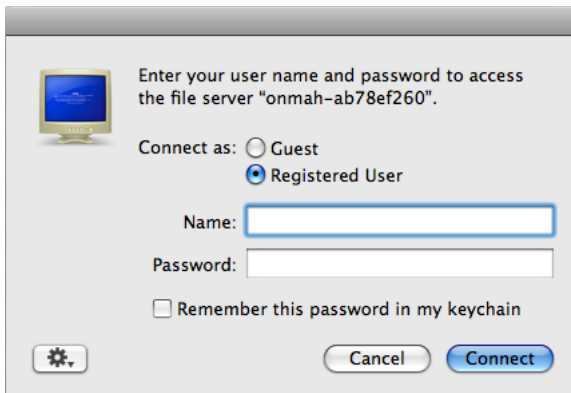 Enter your user name and password to access
the file server “onmah-ab78ef260”.
Connect as: Guest
Registered User
Name:
Password:
Remember this password in my keychain
Cancel Connect